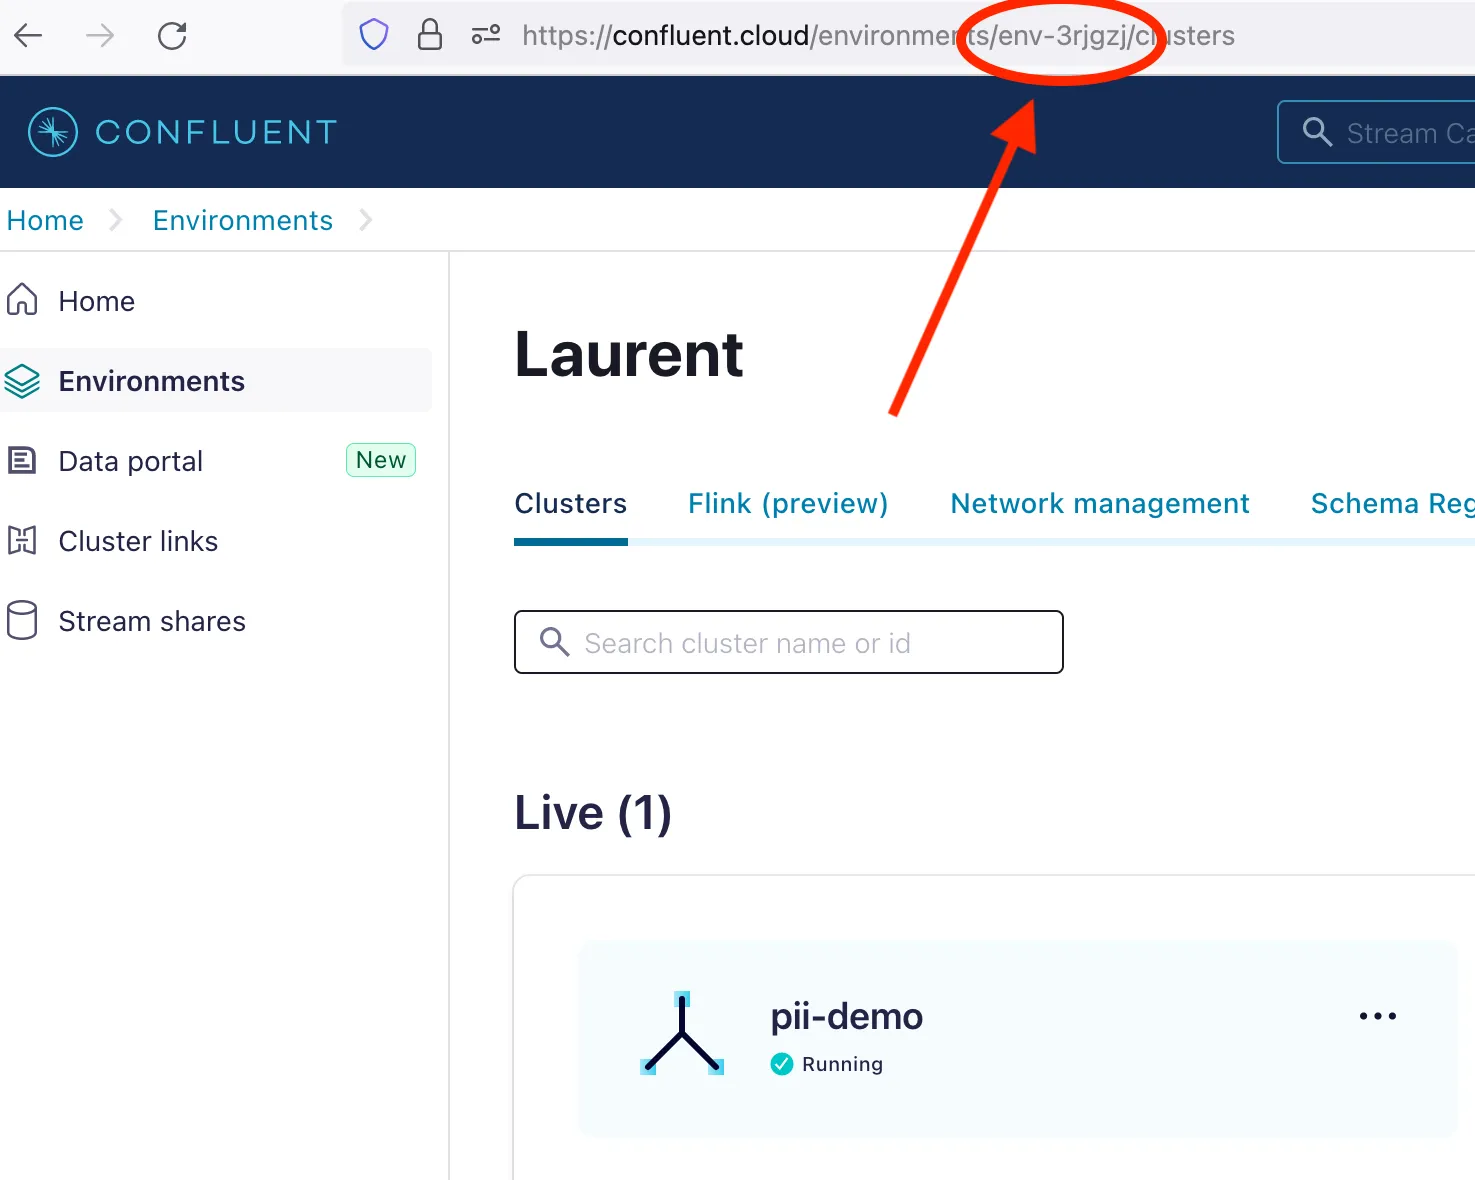 https://confluent.cloud/environments/env-3rjgzj/clusters
CONFLUENT
Stream Ca
Home
Environments
Home
Environments
Data portal
New
Cluster links
Stream shares
Laurent
Clusters
Flink (preview)
Network management
Schema Reg
Search cluster name or id
Live (1)
pii-demo
Running